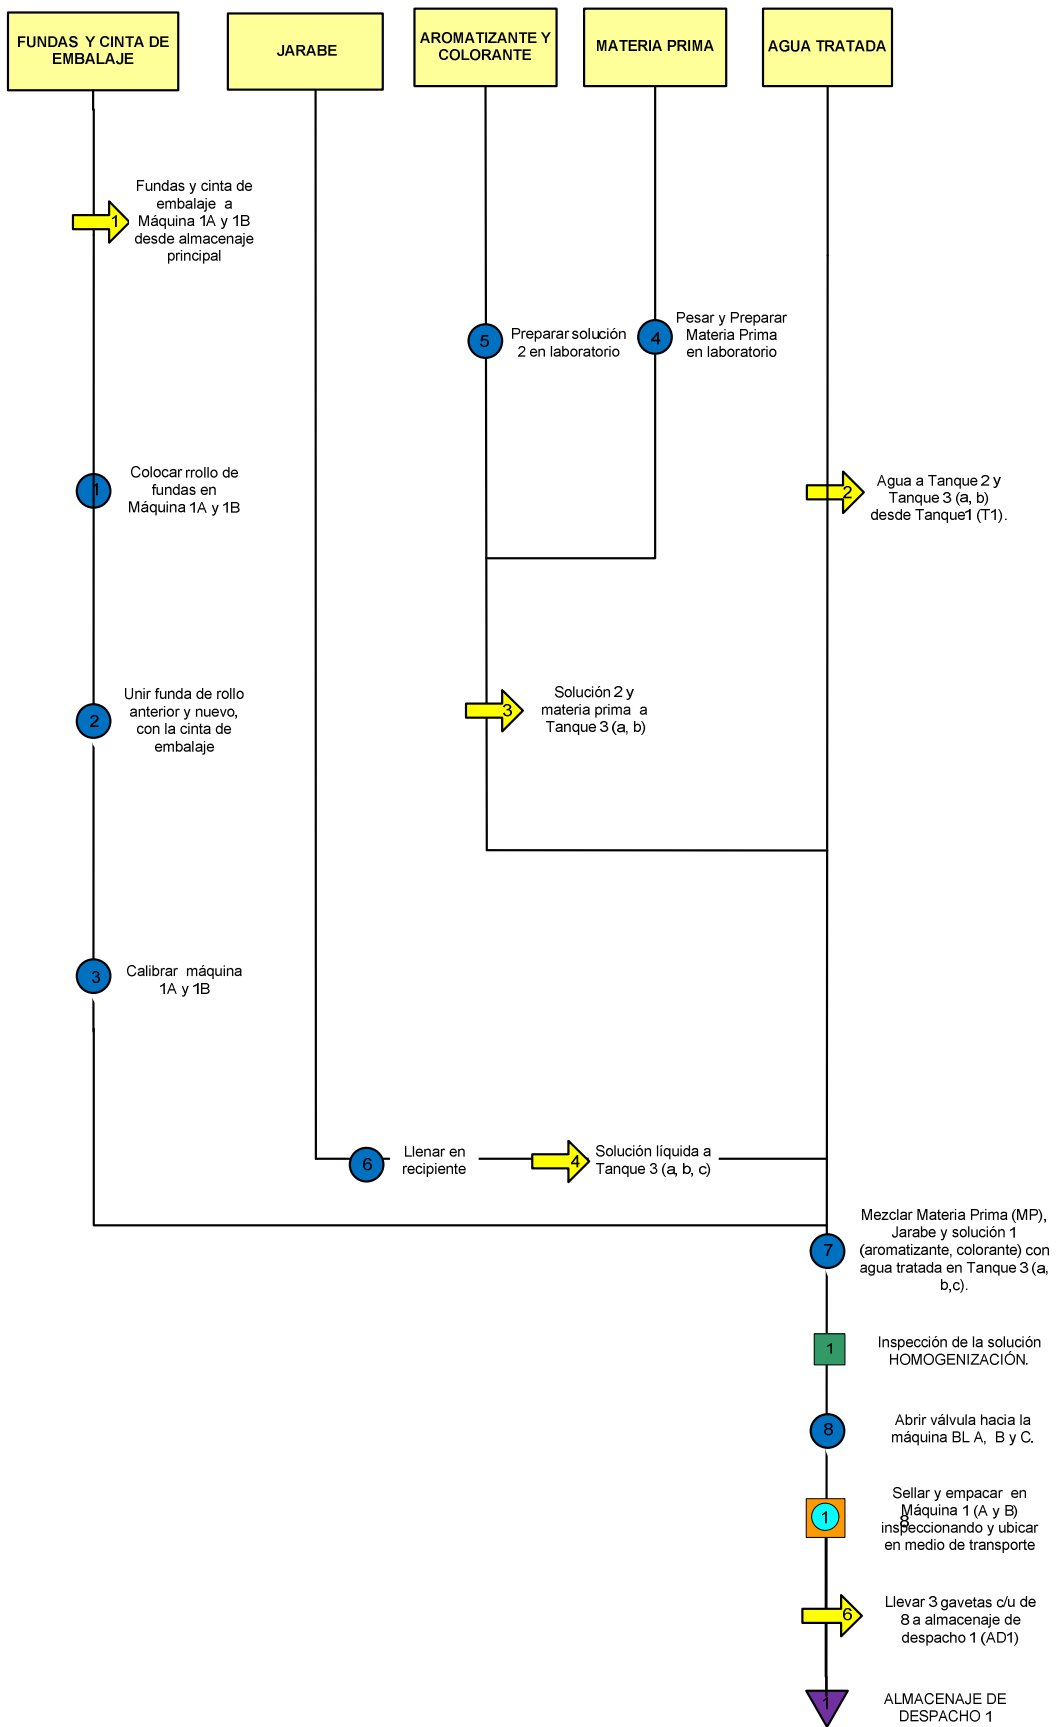 FUNDAS Y CINTA DE
EMBALAJE
JARABE
AROMATIZANTE Y
COLORANTE
MATERIA PRIMA
AGUA TRATADA
1
Fundas y cinta de
embalaje a
Máquina 1A y 1B
desde almacenaje
principal
5
Preparar solución
2 en laboratorio
4
Pesar y Preparar
Materia Prima
en laboratorio
1
Colocar rrollo de
fundas en
Máquina 1A y 1B
2
Agua a Tanque 2 y
Tanque 3 (a, b)
desde Tanque1 (T1).
2
Unir funda de rollo
anterior y nuevo,
con la cinta de
embalaje
3
Solución 2 y
materia prima a
Tanque 3 (a, b)
3
Calibrar máquina
1A y 1B
6
Llenar en
recipiente
4
Solución líquida a
Tanque 3 (a, b, c)
7
Mezclar Materia Prima (MP),
Jarabe y solución 1
(aromatizante, colorante) con
agua tratada en Tanque 3 (a,
b,c).
1
Inspección de la solución
HOMOGENIZACIÓN.
8
Abrir válvula hacia la
máquina BL A, B y C.
1
Sellar y empacar en
Máquina 1 (A y B)
8
inspeccionando y ubicar
en medio de transporte
6
Llevar 3 gavetas c/u de
8 a almacenaje de
despacho 1 (AD1)
1
ALMACENAJE DE
DESPACHO 1